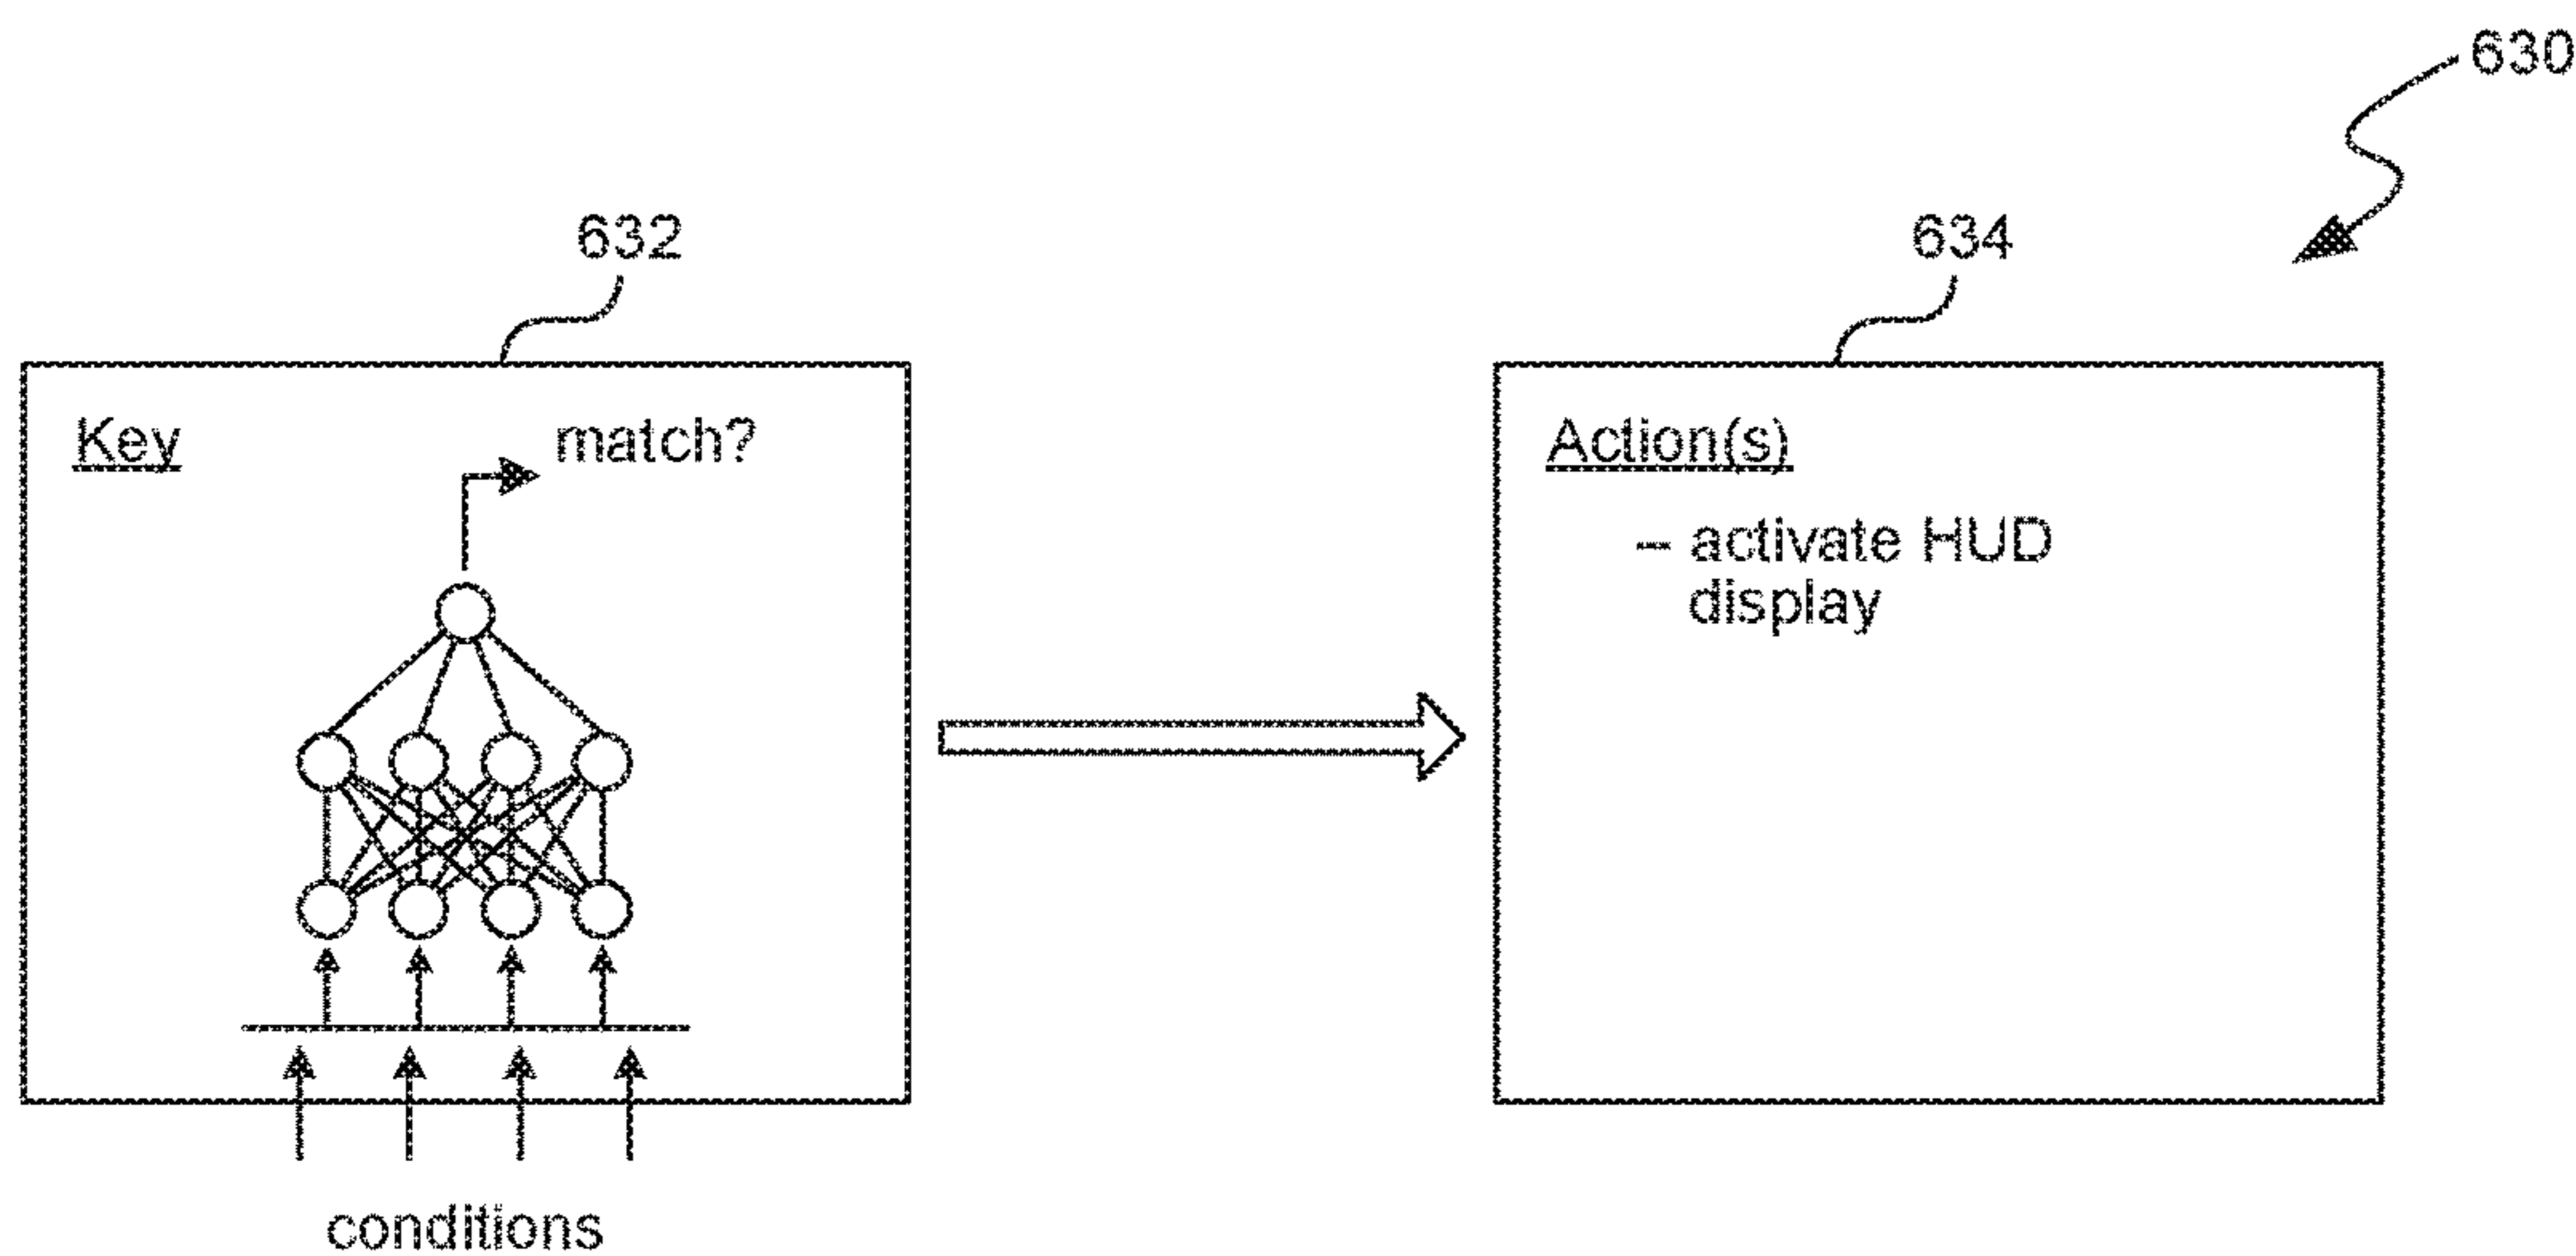 630
632
634
Key
match?
Action(s)
– activate HUD
display
conditions